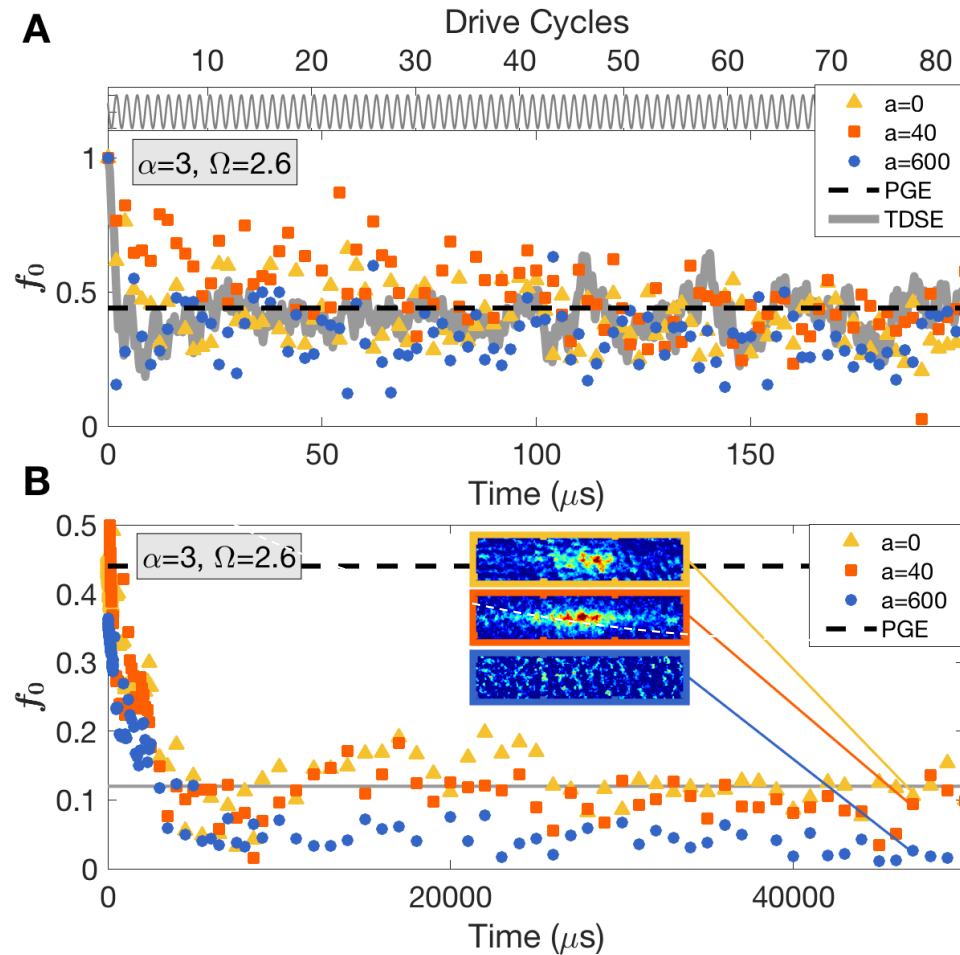 A
Drive Cycles
10 20 30 40 50 60 70 80
a=0
a=40
a=600
PGE
TDSE
α=3, Ω=2.6
1
0.5
0
f₀
0 50 100 150
Time (μs)
B
α=3, Ω=2.6
a=0
a=40
a=600
PGE
0.5
0.4
0.3
0.2
0.1
0
f₀
0 20000 40000
Time (μs)